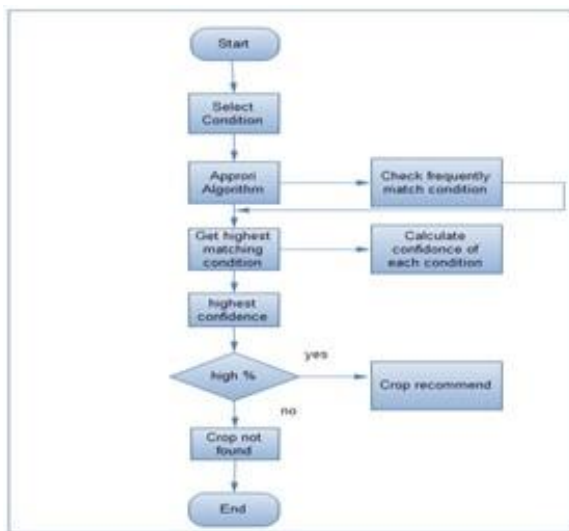 Start
Select
Condition
Approri
Algorithm
Check frequently
match condition
Get highest
matching
condition
Calculate
confidence of
each condition
highest
confidence
yes
high %
Crop recommend
no
Crop not
found
End